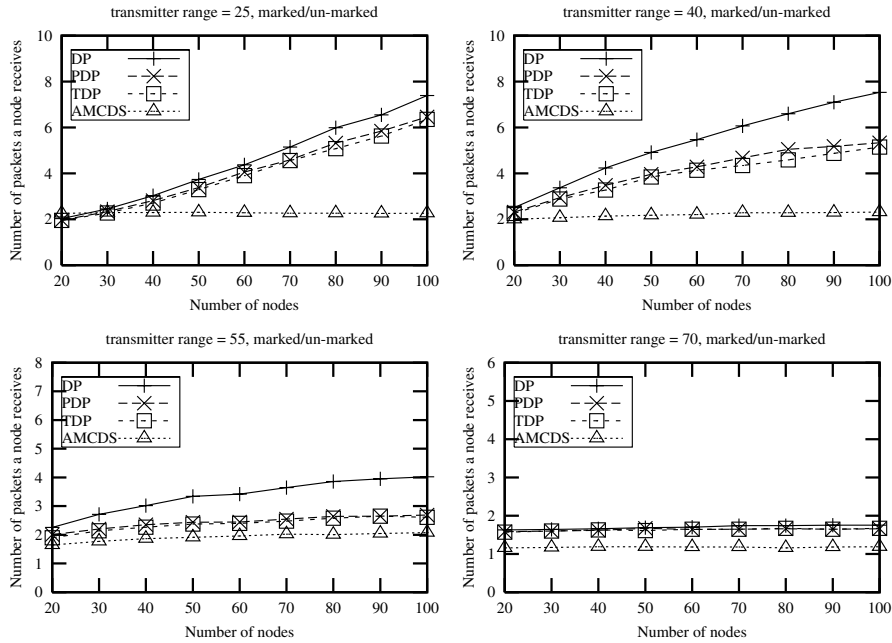 transmitter range = 25, marked/un-marked
Number of packets a node receives
10
8
6
4
2
0
DP
PDP
TDP
AMCDS
20 30 40 50 60 70 80 90 100
Number of nodes
transmitter range = 40, marked/un-marked
Number of packets a node receives
10
8
6
4
2
0
DP
PDP
TDP
AMCDS
20 30 40 50 60 70 80 90 100
Number of nodes
transmitter range = 55, marked/un-marked
Number of packets a node receives
8
7
6
5
4
3
2
1
0
DP
PDP
TDP
AMCDS
20 30 40 50 60 70 80 90 100
Number of nodes
transmitter range = 70, marked/un-marked
Number of packets a node receives
6
5
4
3
2
1
0
DP
PDP
TDP
AMCDS
20 30 40 50 60 70 80 90 100
Number of nodes